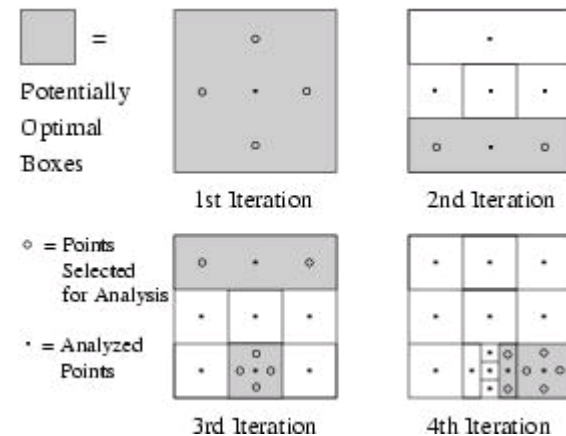 =
Potentially
Optimal
Boxes
1st Iteration
2nd Iteration
= Points
Selected
for Analysis
= Analyzed
Points
3rd Iteration
4th Iteration